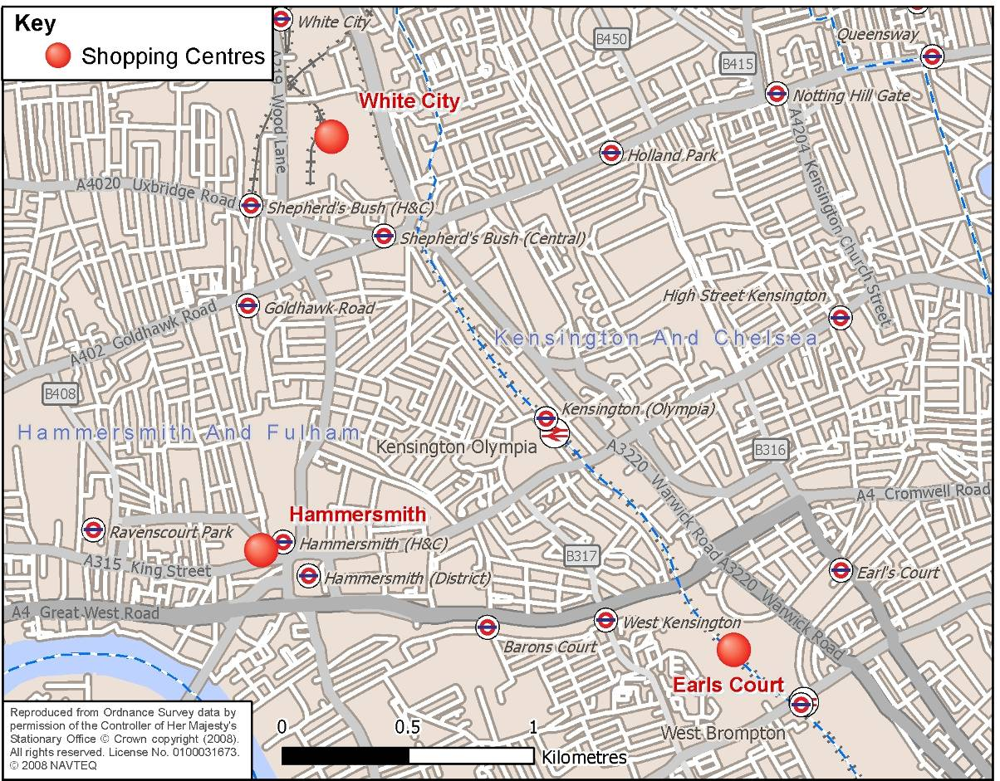 Key
Shopping Centres
White City
Queensway
B450
B415
A219 Wood Lane
White City
Notting Hill Gate
Holland Park
A4204 Kensington Church Street
A4020 Uxbridge Road
Shepherd's Bush (H&C)
Shepherd's Bush (Central)
High Street Kensington
Goldhawk Road
A402 Goldhawk Road
Kensington And Chelsea
B408
Kensington (Olympia)
Hammersmith And Fulham
Kensington Olympia
A3220 Warwick Road
B316
A4 Cromwell Road
Hammersmith
Ravenscourt Park
Hammersmith (H&C)
A315 King Street
B317
A3220 Warwick Road
Earl's Court
Hammersmith (District)
A4 Great West Road
West Kensington
Barons Court
Earls Court
West Brompton
Reproduced from Ordnance Survey data by
permission of the Controller of Her Majesty's
Stationary Office © Crown copyright (2008).
All rights reserved. License No. 0100031673.
© 2008 NAVTEQ
0 0.5 1
Kilometres